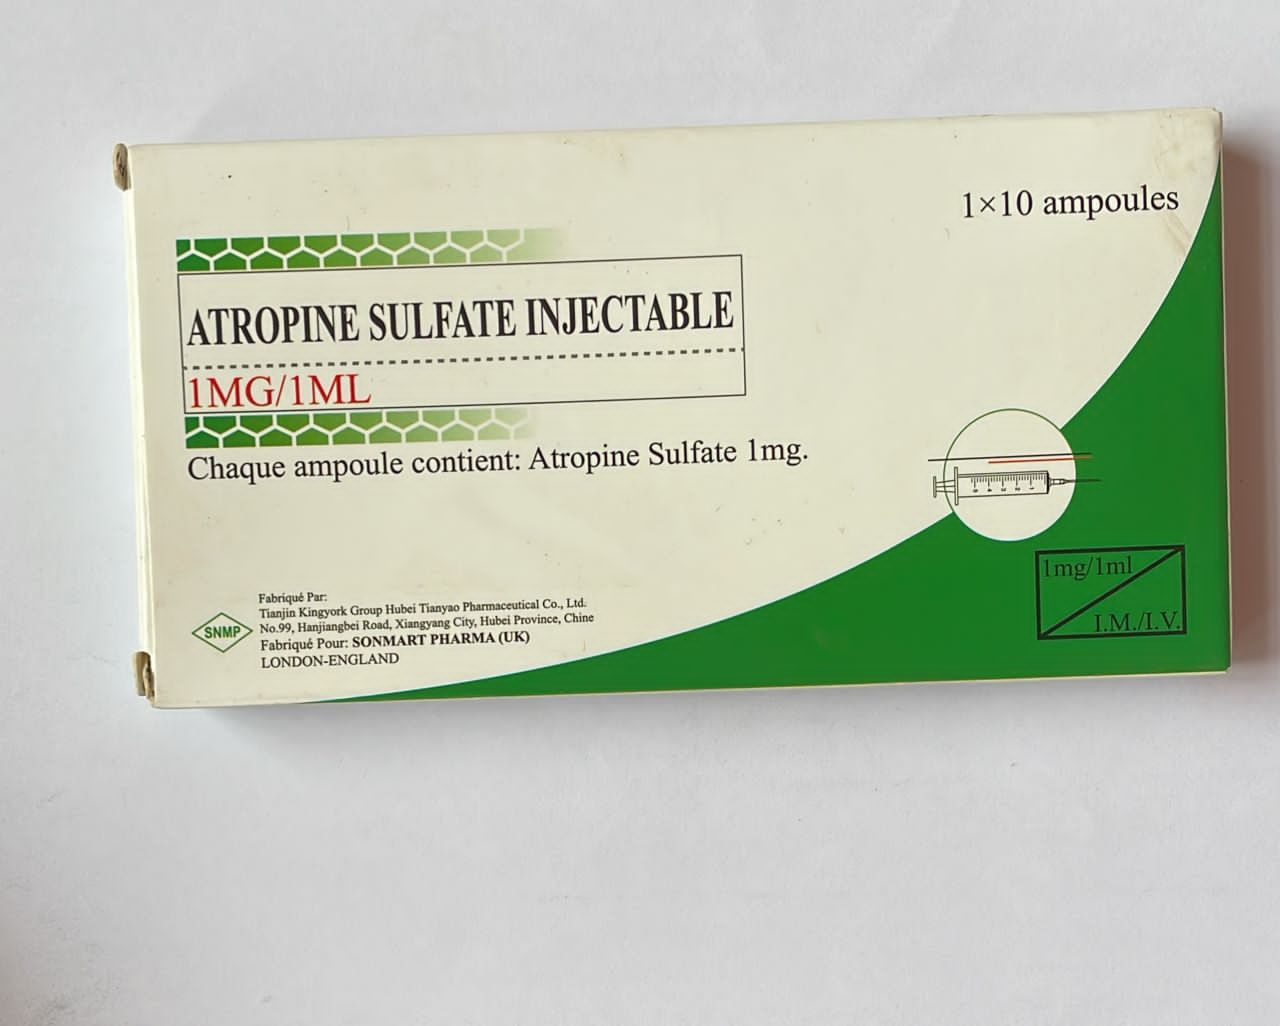 1×10 ampoules
ATROPINE SULFATE INJECTABLE
1MG/1ML
Chaque ampoule contient: Atropine Sulfate 1mg.
1mg/1ml
I.M./I.V.
SNMP
Fabriqué Par:
Tianjin Kingyork Group Hubei Tianyao Pharmaceutical Co., Ltd.
No.99, Hanjiangbei Road, Xiangyang City, Hubei Province, Chine
Fabriqué Pour: SONMART PHARMA (UK)
LONDON-ENGLAND